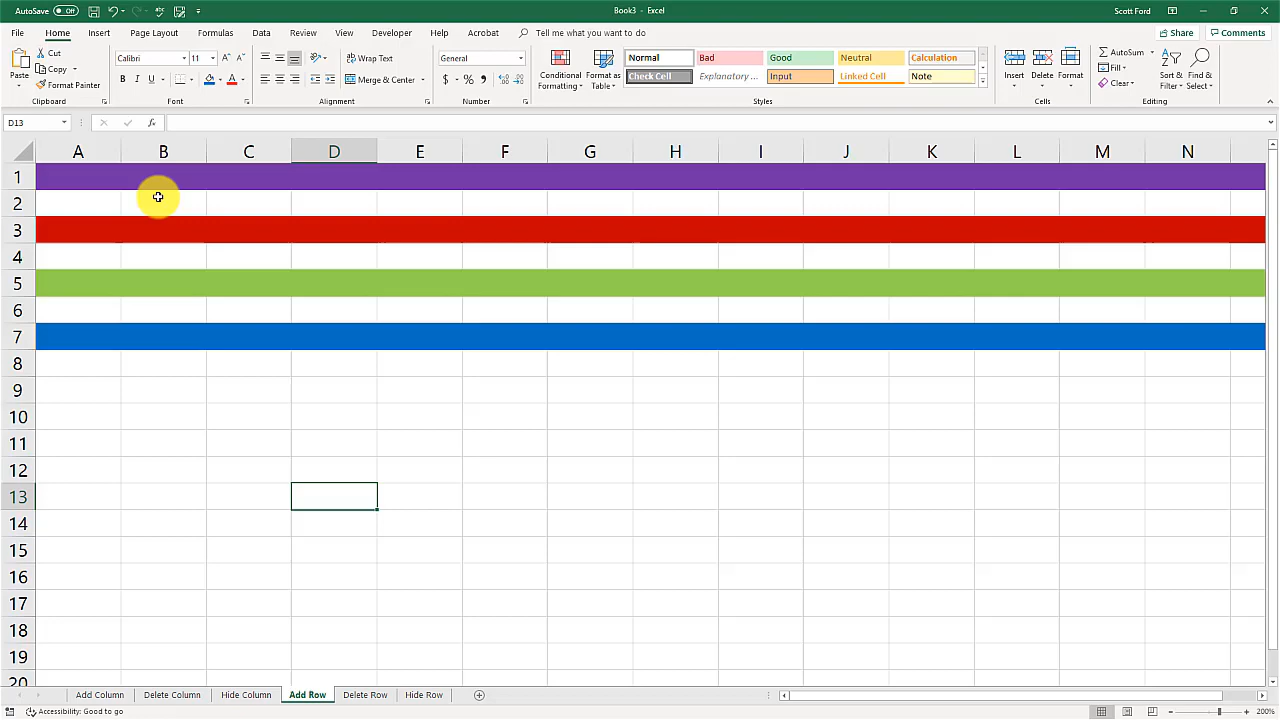 AutoSave Off Book3 - Excel Scott Ford
File Home Insert Page Layout Formulas Data Review View Developer Help Acrobat Tell me what you want to do Share Comments
Paste Cut Copy Format Painter Clipboard
Calibri 11 B I U A Font
Wrap Text Merge & Center Alignment
General $ % 9 Number
Conditional Formatting Format as Table
Normal Bad Good Neutral Calculation
Check Cell Explanatory ... Input Linked Cell Note
Styles
Insert Delete Format Cells
AutoSum Fill Clear Sort & Filter Find & Select Editing
D13 fx
A B C D E F G H I J K L M N
1
2
3
4
5
6
7
8
9
10
11
12
13
14
15
16
17
18
19
20
Add Column Delete Column Hide Column Add Row Delete Row Hide Row
Accessibility: Good to go 200%